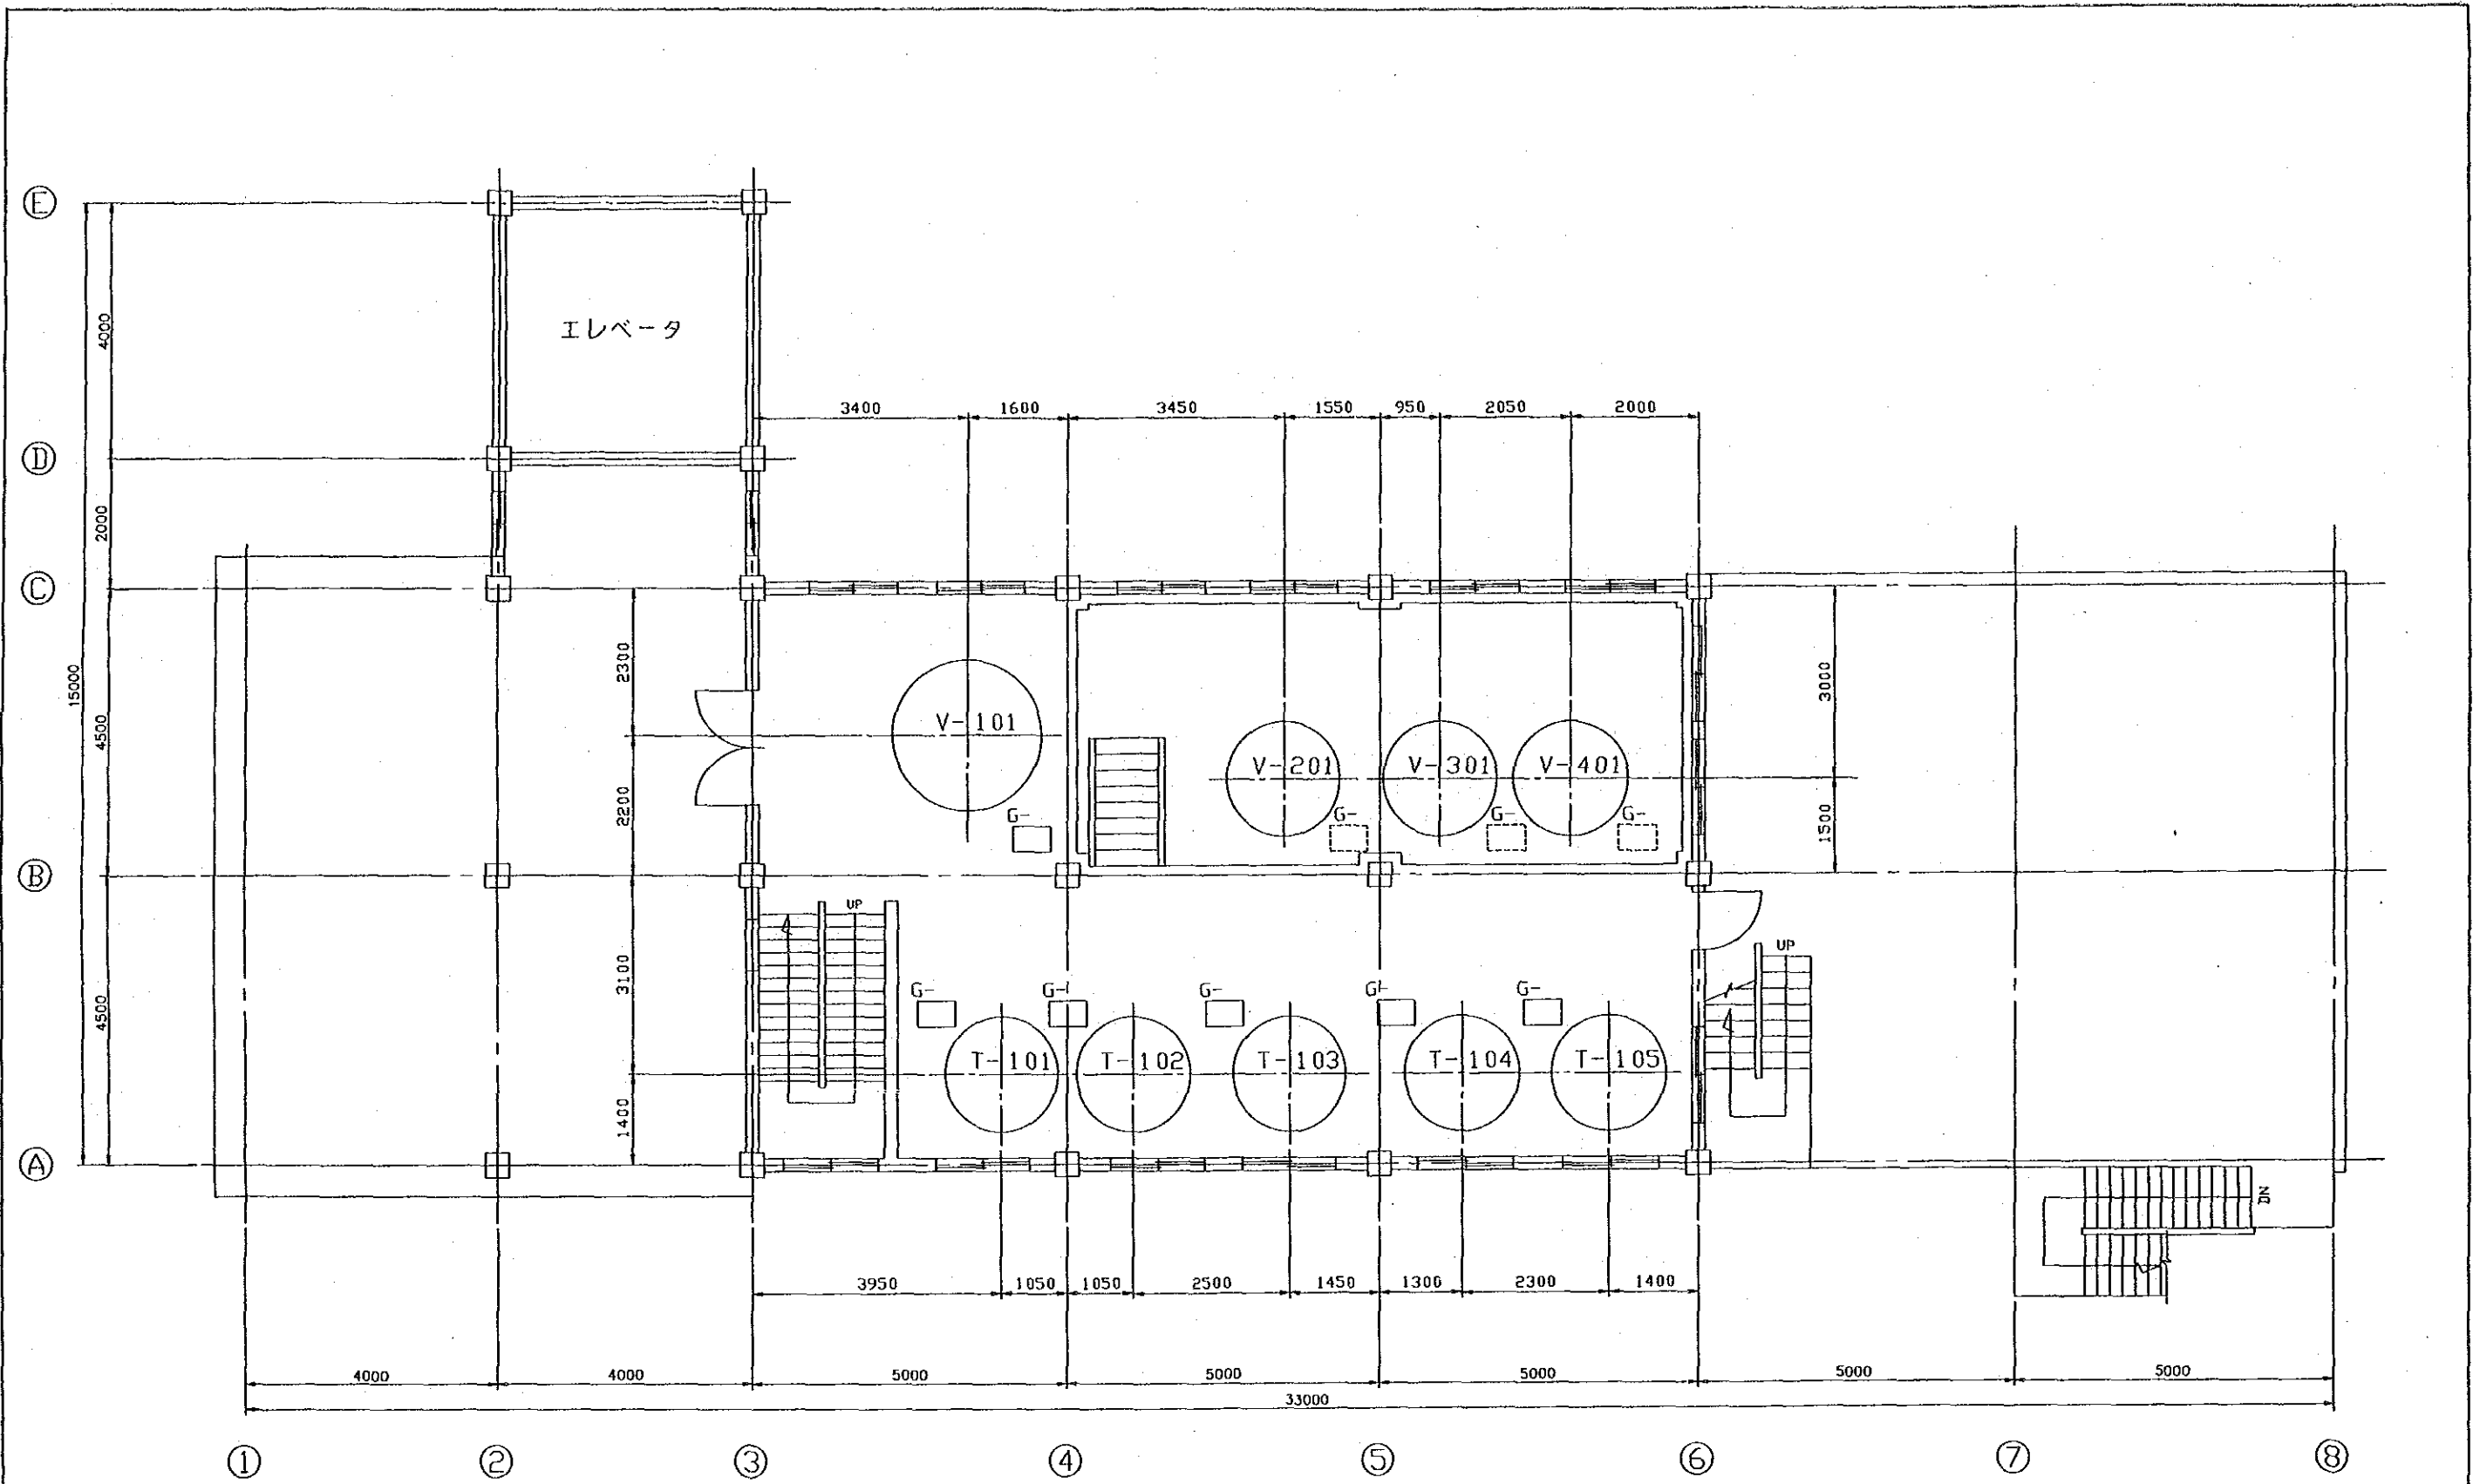 Ⓔ
4000
エレベータ
3400 1600 3450 1550 950 2050 2000
Ⓓ
2000
Ⓒ
15000
4500
2300
3000
V-101
V-201 V-301 V-401
2200
1500
G- G- G- G-
Ⓑ
UP
UP
3100
4500
G- G- G- G- G-
T-101 T-102 T-103 T-104 T-105
1400
Ⓐ
DN
3950 1050 1050 2500 1450 1300 2300 1400
4000 4000 5000 5000 5000 5000 5000
33000
① ② ③ ④ ⑤ ⑥ ⑦ ⑧